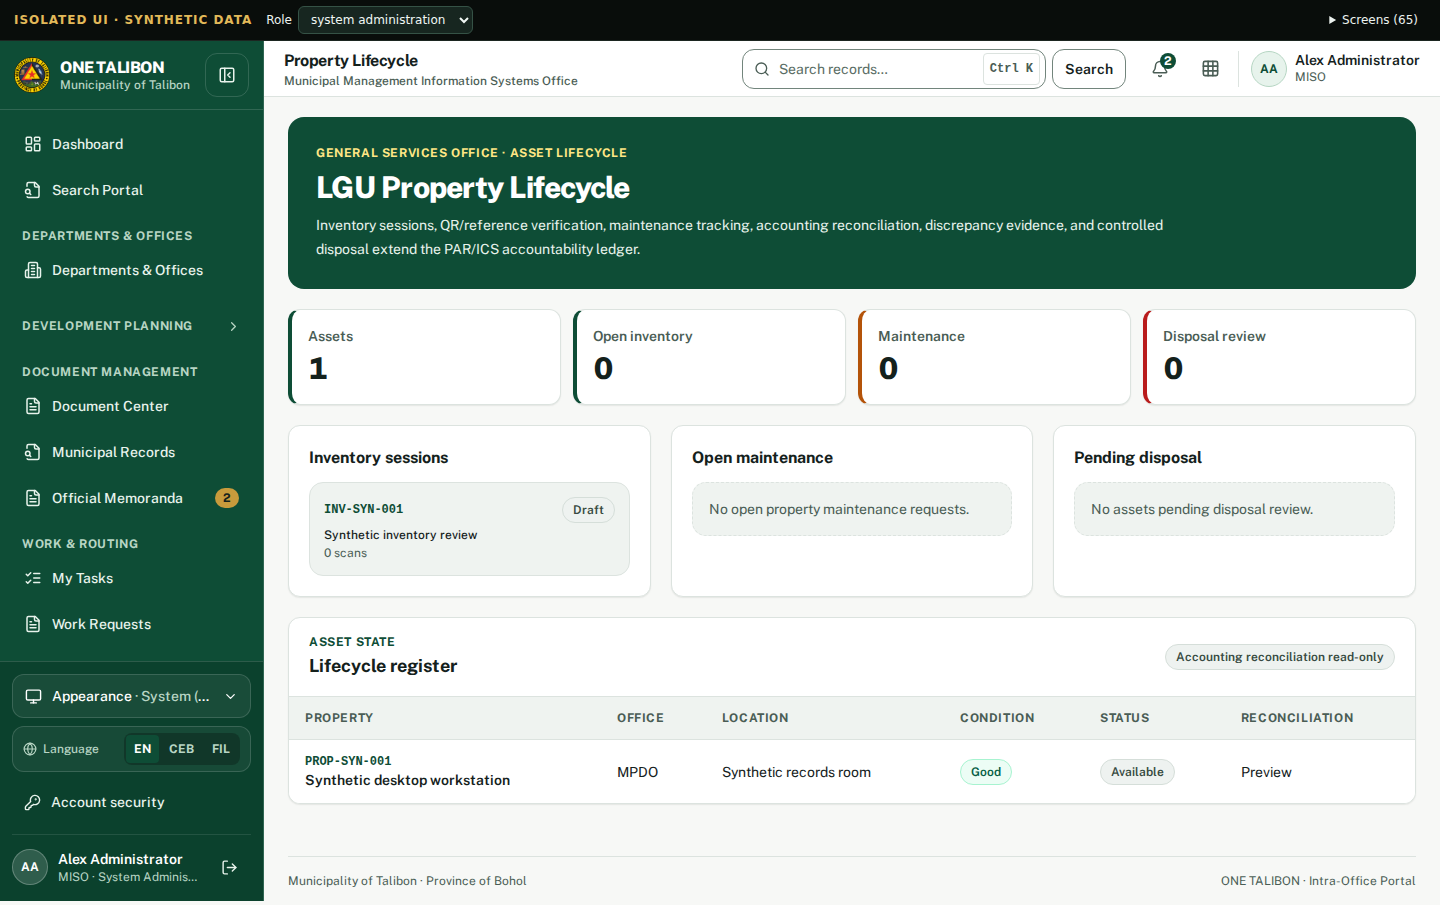 ISOLATED UI · SYNTHETIC DATA
Role
system administration
Screens (65)
ONE TALIBON
Municipality of Talibon
Property Lifecycle
Municipal Management Information Systems Office
Search records...
Ctrl K
Search
2
AA
Alex Administrator
MISO
Dashboard
Search Portal
DEPARTMENTS & OFFICES
Departments & Offices
DEVELOPMENT PLANNING
DOCUMENT MANAGEMENT
Document Center
Municipal Records
Official Memoranda
2
WORK & ROUTING
My Tasks
Work Requests
Appearance · System (...
Language
EN
CEB
FIL
Account security
AA
Alex Administrator
MISO · System Adminis...
GENERAL SERVICES OFFICE · ASSET LIFECYCLE
LGU Property Lifecycle
Inventory sessions, QR/reference verification, maintenance tracking, accounting reconciliation, discrepancy evidence, and controlled
disposal extend the PAR/ICS accountability ledger.
Assets
1
Open inventory
0
Maintenance
0
Disposal review
0
Inventory sessions
INV-SYN-001
Draft
Synthetic inventory review
0 scans
Open maintenance
No open property maintenance requests.
Pending disposal
No assets pending disposal review.
ASSET STATE
Lifecycle register
Accounting reconciliation read-only
PROPERTY
OFFICE
LOCATION
CONDITION
STATUS
RECONCILIATION
PROP-SYN-001
Synthetic desktop workstation
MPDO
Synthetic records room
Good
Available
Preview
Municipality of Talibon · Province of Bohol
ONE TALIBON · Intra-Office Portal